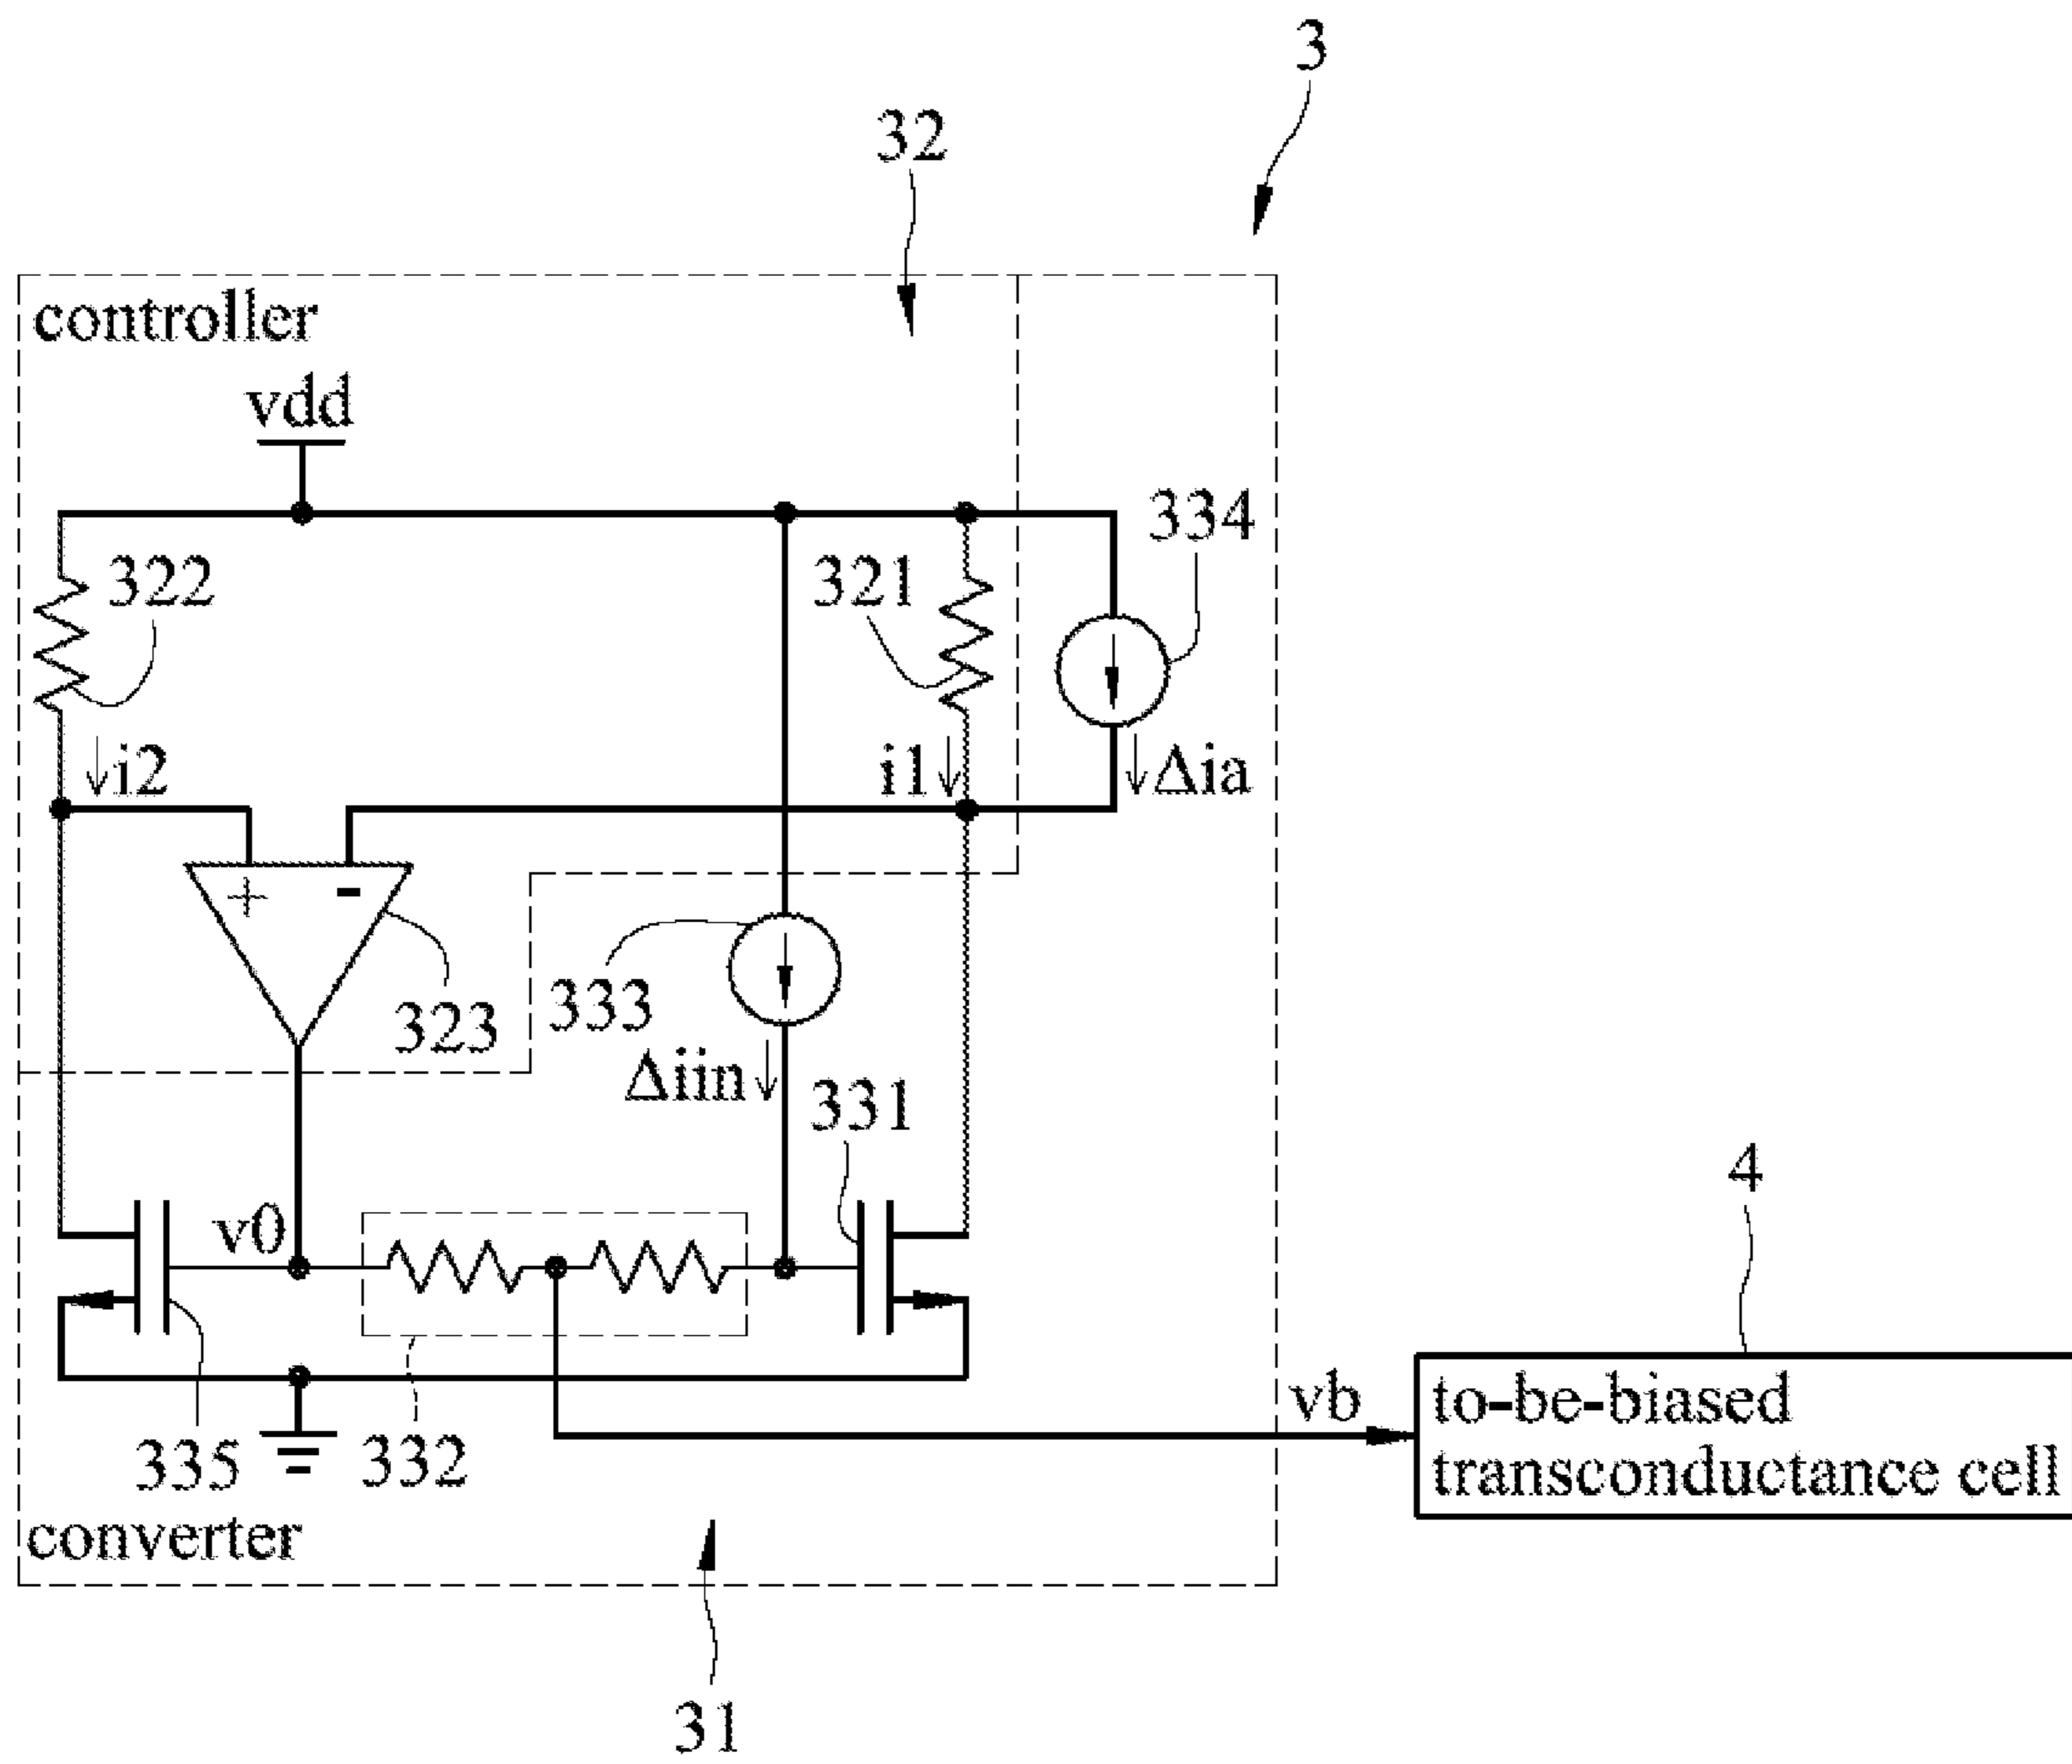 3
32
controller
vdd
334
322
321
i2
i1
Δia
+
-
333
323
Δiin
331
4
v0
vb
to-be-biased
transconductance cell
335
332
converter
31